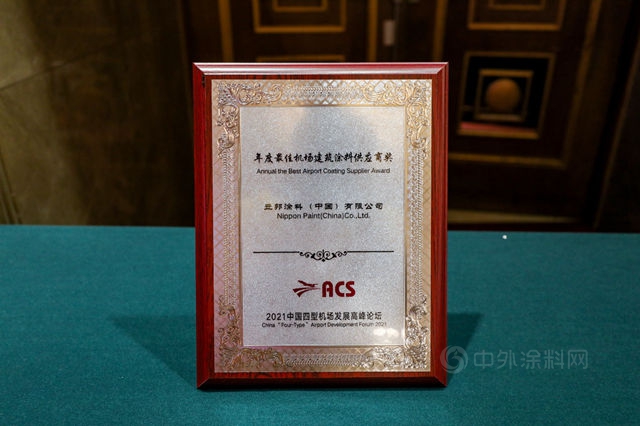 年度最佳机场建筑涂料供应商奖
Annual the Best Airport Coating Supplier Award
立邦涂料（中国）有限公司
Nippon Paint(China)Co.,Ltd.
ACS
2021中国四型机场发展高峰论坛
China “Four-Type” Airport Development Forum 2021
中外涂料网